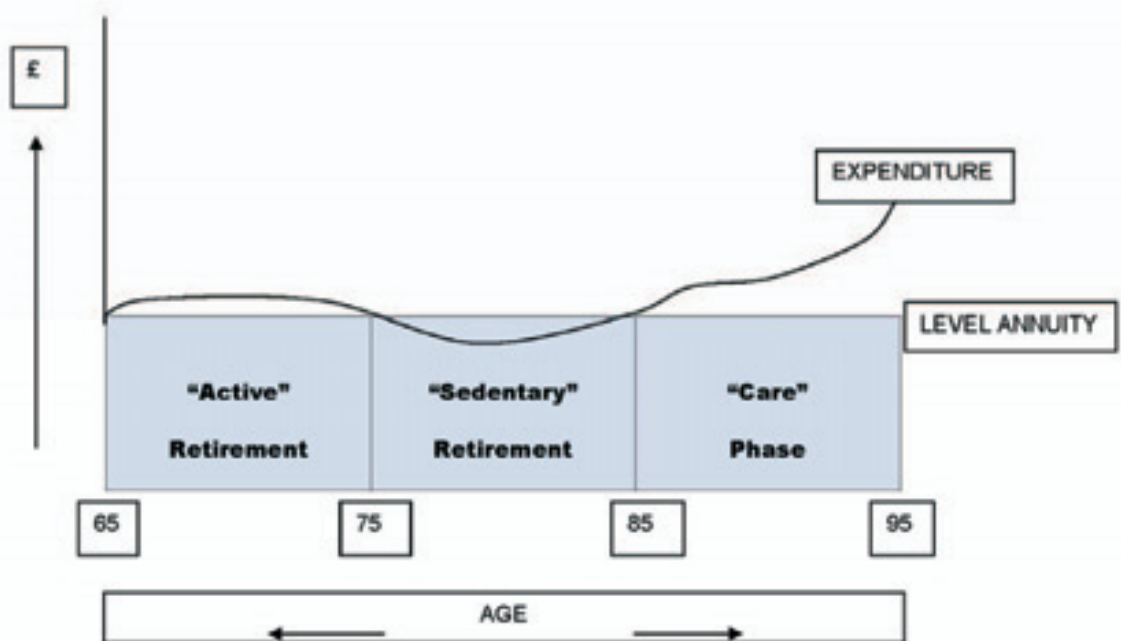 £
EXPENDITURE
LEVEL ANNUITY
"Active"
Retirement
"Sedentary"
Retirement
"Care"
Phase
65
75
85
95
AGE